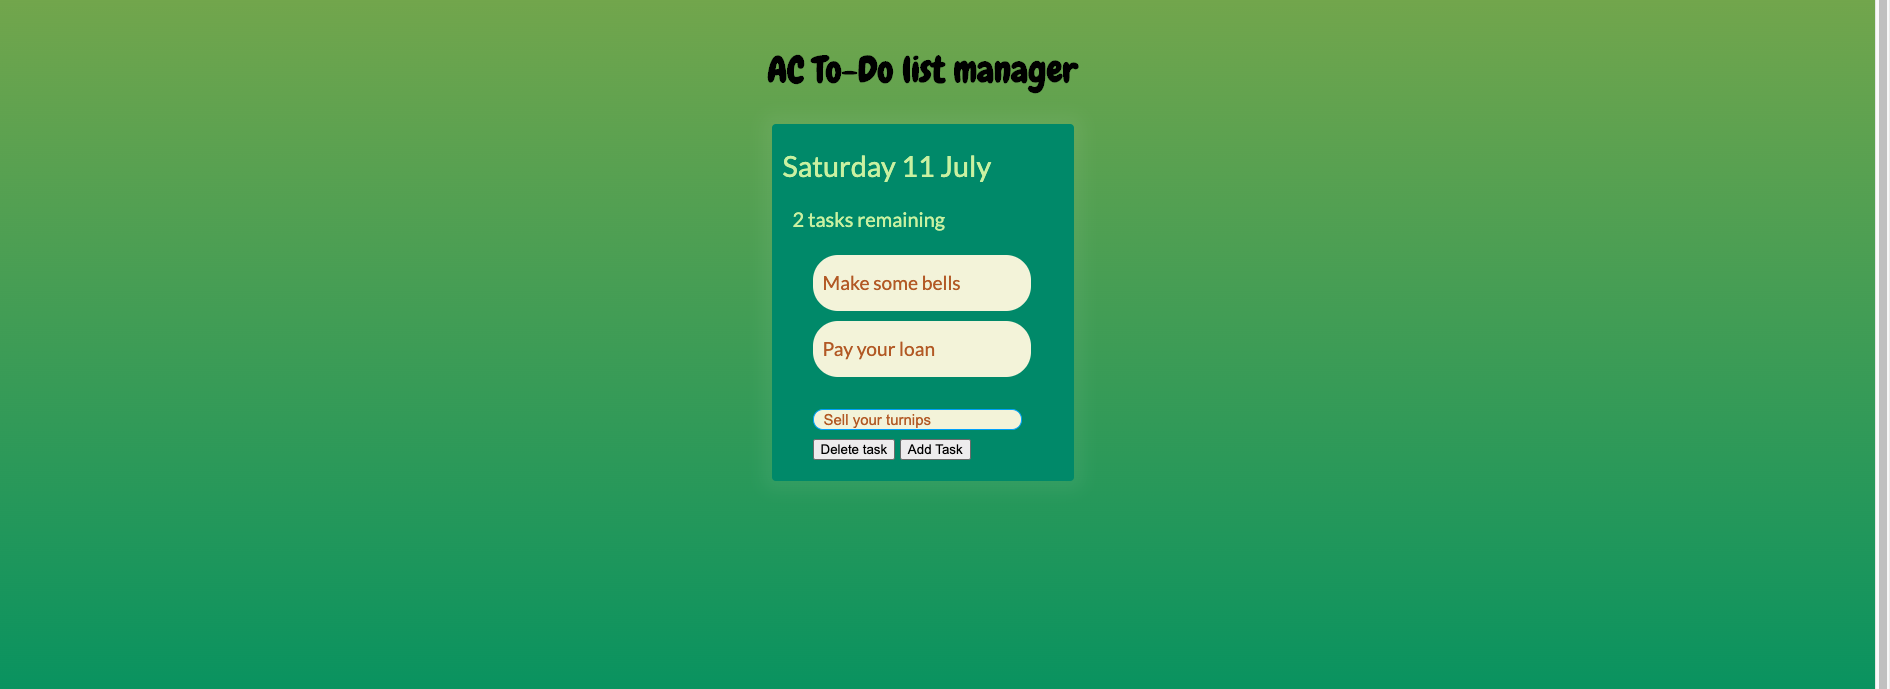 AC To-Do list manager
Saturday 11 July
2 tasks remaining
Make some bells
Pay your loan
Sell your turnips
Delete task Add Task